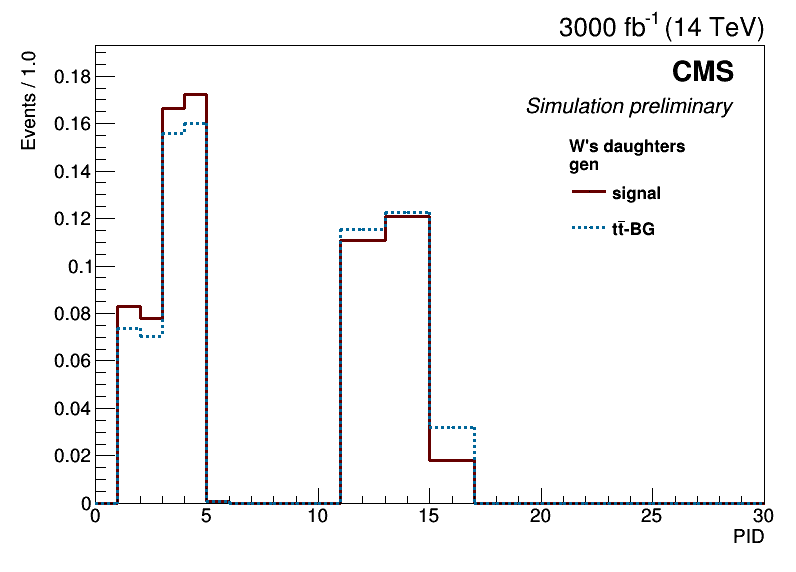 3000 fb⁻¹ (14 TeV)
Events / 1.0
CMS
Simulation preliminary
W's daughters
gen
signal
tt̄-BG
0.18
0.16
0.14
0.12
0.1
0.08
0.06
0.04
0.02
0
0 5 10 15 20 25 30
PID